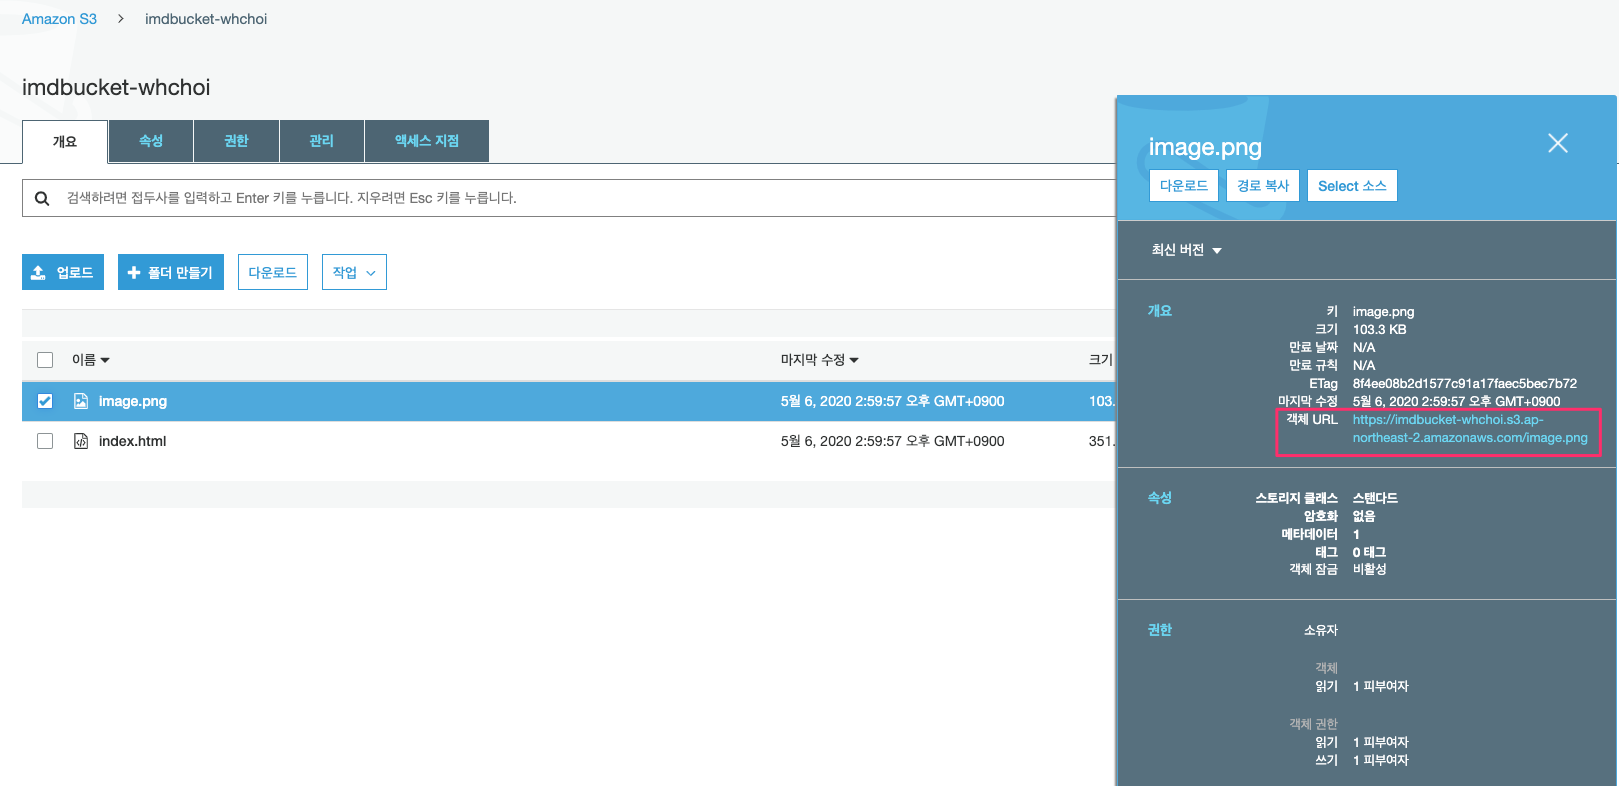 Amazon S3 > imdbucket-whchoi
imdbucket-whchoi
개요 속성 권한 관리 액세스 지점
검색하려면 접두사를 입력하고 Enter 키를 누릅니다. 지우려면 Esc 키를 누릅니다.
업로드 + 폴더 만들기 다운로드 작업
이름 마지막 수정 크기
image.png 5월 6, 2020 2:59:57 오후 GMT+0900 103.
index.html 5월 6, 2020 2:59:57 오후 GMT+0900 351.
image.png
다운로드 경로 복사 Select 소스
최신 버전
개요
키 image.png
크기 103.3 KB
만료 날짜 N/A
만료 규칙 N/A
ETag 8f4ee08b2d1577c91a17faec5bec7b72
마지막 수정 5월 6, 2020 2:59:57 오후 GMT+0900
객체 URL https://imdbucket-whchoi.s3.ap-
northeast-2.amazonaws.com/image.png
속성
스토리지 클래스 스탠다드
암호화 없음
메타데이터 1
태그 0 태그
객체 잠금 비활성
권한
소유자
객체
읽기 1 피부여자
객체 권한
읽기 1 피부여자
쓰기 1 피부여자